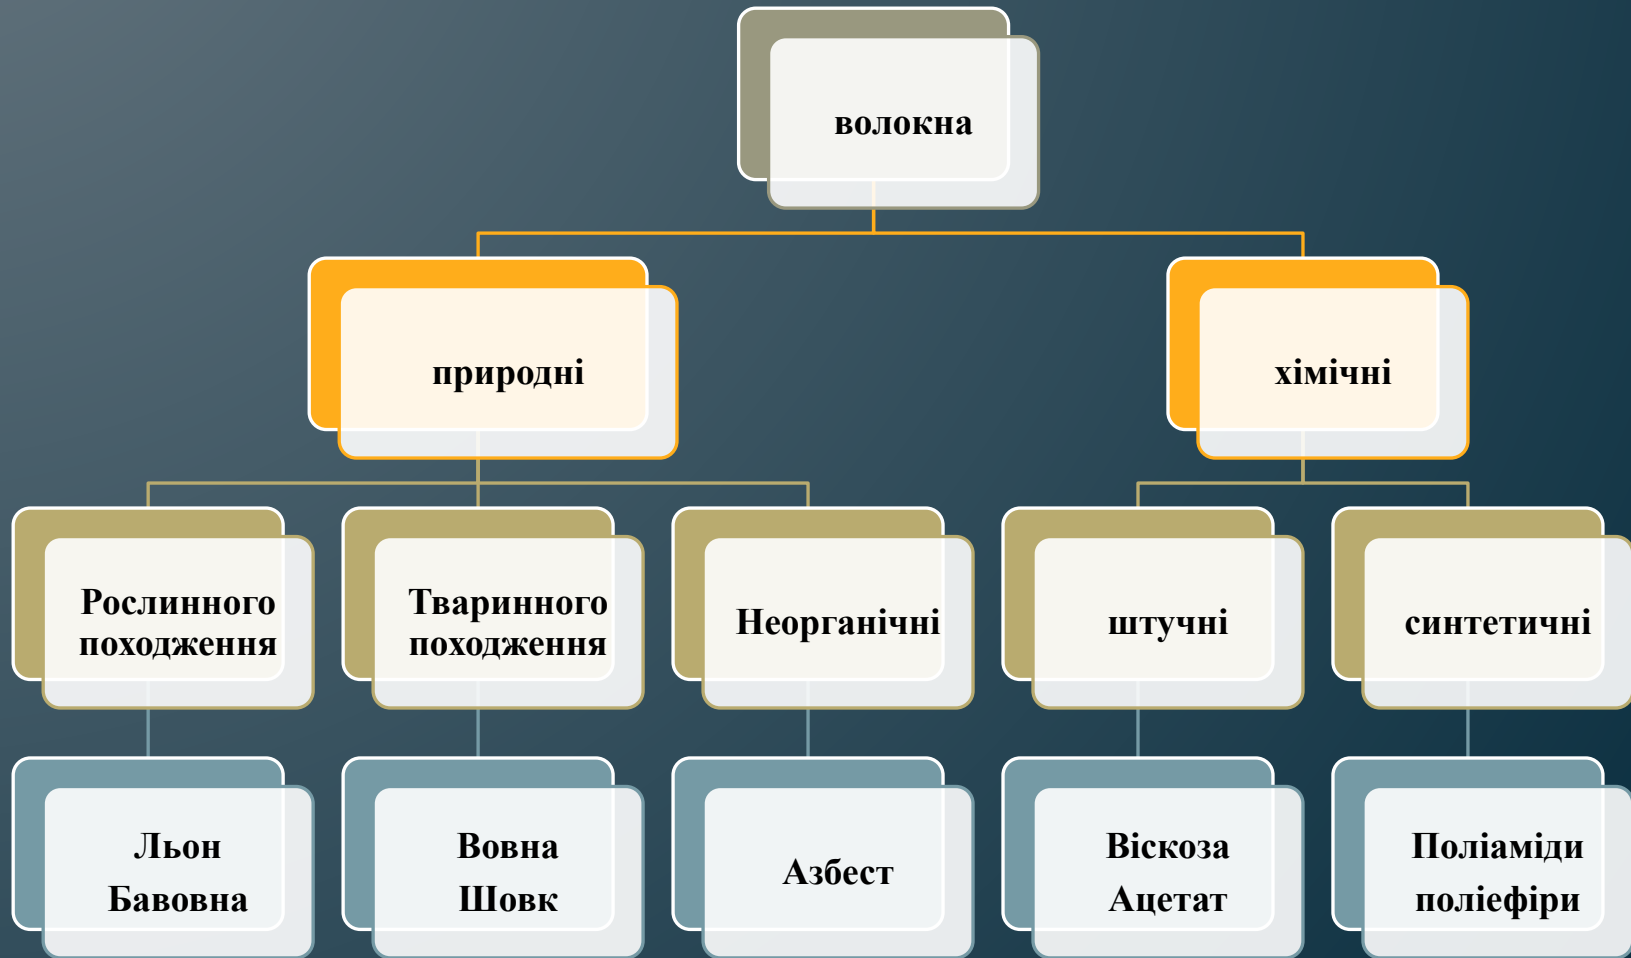 волокна
природні
хімічні
Рослинного
походження
Тваринного
походження
Неорганічні
штучні
синтетичні
Льон
Бавовна
Вовна
Шовк
Азбест
Віскоза
Ацетат
Поліаміди
поліефіри